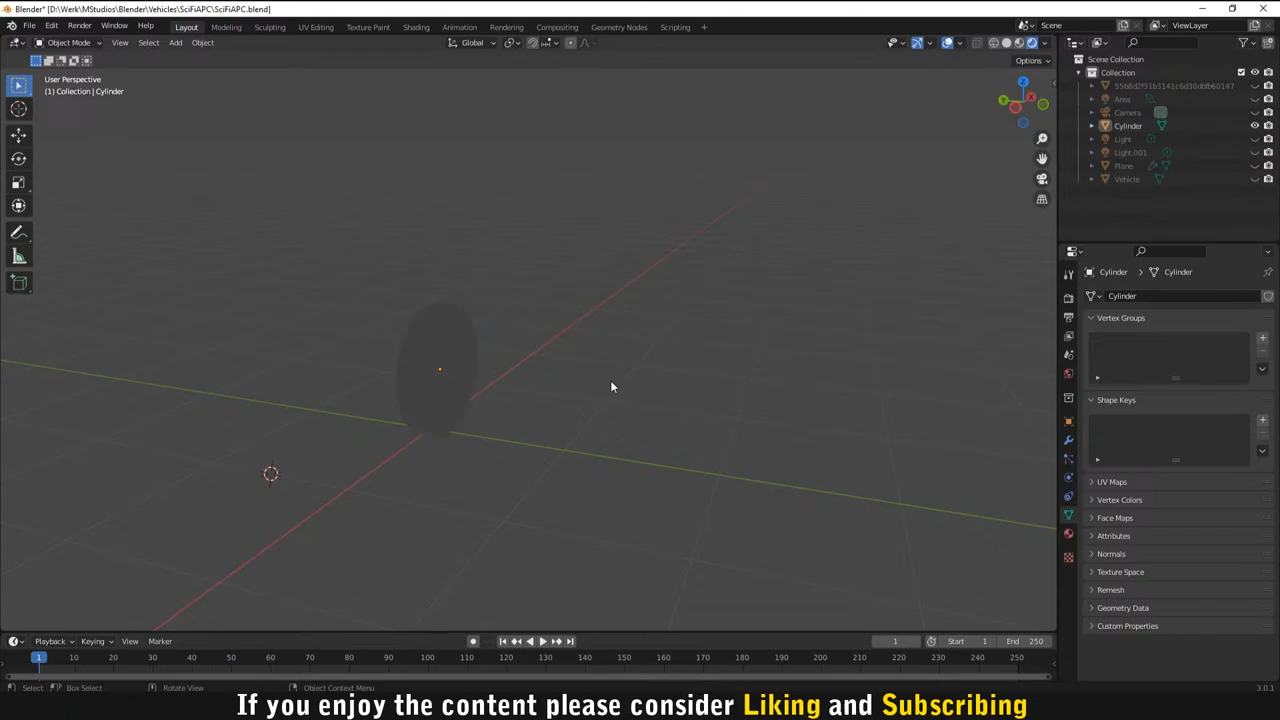 Blender* [D:\Werk\MStudios\Blender\Vehicles\SciFiAPC\SciFiAPC.blend]
File Edit Render Window Help Layout Modeling Sculpting UV Editing Texture Paint Shading Animation Rendering Compositing Geometry Nodes Scripting Scene ViewLayer
Object Mode View Select Add Object Global
Options
User Perspective
(1) Collection | Cylinder
Z
Y
X
Scene Collection
Collection
55b8d2f31b3141c6d30dbfb60147
Area
Camera
Cylinder
Light
Light.001
Plane
Vehicle
Cylinder Cylinder
Cylinder
Vertex Groups
Shape Keys
UV Maps
Vertex Colors
Face Maps
Attributes
Normals
Texture Space
Remesh
Geometry Data
Custom Properties
Playback Keying View Marker 1 Start 1 End 250
1 10 20 30 40 50 60 70 80 90 100 110 120 130 140 150 160 170 180 190 200 210 220 230 240 250
Select Box Select Rotate View Object Context Menu 3.0.1
If you enjoy the content please consider Liking and Subscribing